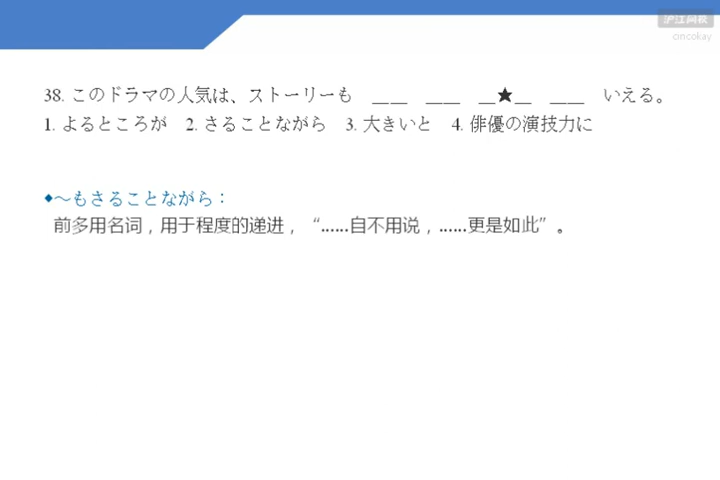 沪江网校
cincokay
38. このドラマの人気は、ストーリーも ＿＿ ＿＿ ＿★＿ ＿＿ いえる。
1. よるところが 2. さることながら 3. 大きいと 4. 俳優の演技力に
◆～もさることながら：
前多用名词，用于程度的递进，“……自不用说，……更是如此”。